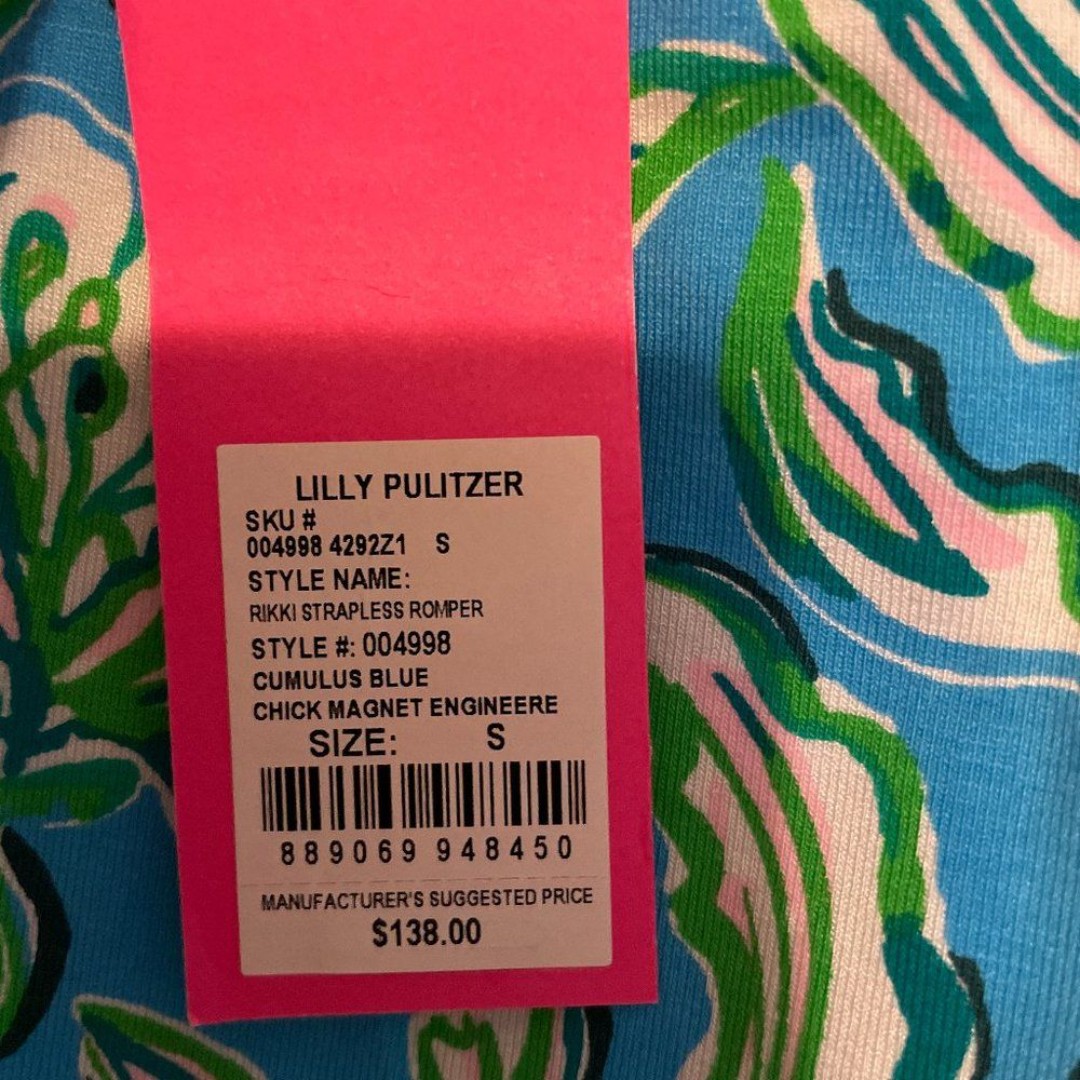 LILLY PULITZER
SKU #
004998 4292Z1 S
STYLE NAME:
RIKKI STRAPLESS ROMPER
STYLE #: 004998
CUMULUS BLUE
CHICK MAGNET ENGINEERE
SIZE: S
889069 948450
MANUFACTURER'S SUGGESTED PRICE
$138.00